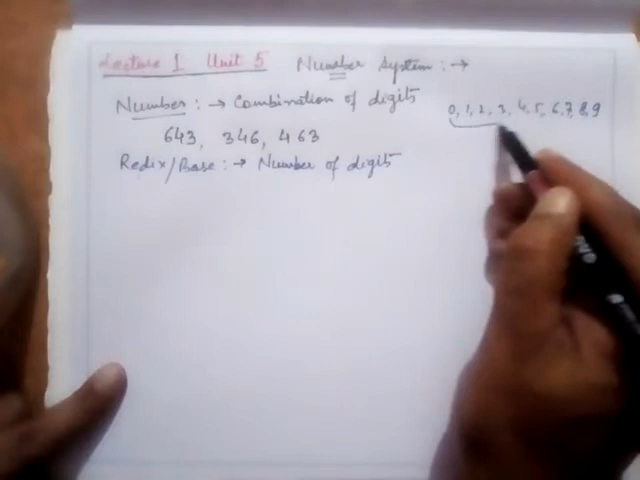 Lecture 1 Unit 5 Number System : →
Number : → Combination of digits
0, 1, 2, 3, 4, 5, 6, 7, 8, 9
643, 346, 463
Redix/Base : → Number of digits